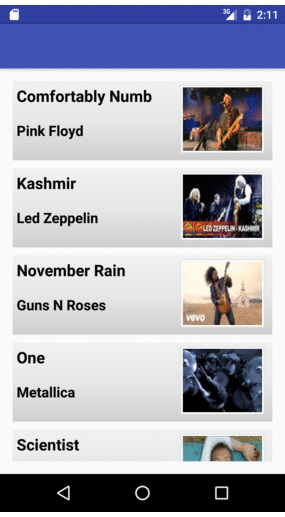 3G 2:11
Comfortably Numb
Pink Floyd
Kashmir
Led Zeppelin
LED ZEPPELIN - KASHMIR
November Rain
Guns N Roses
vevo
One
Metallica
Scientist